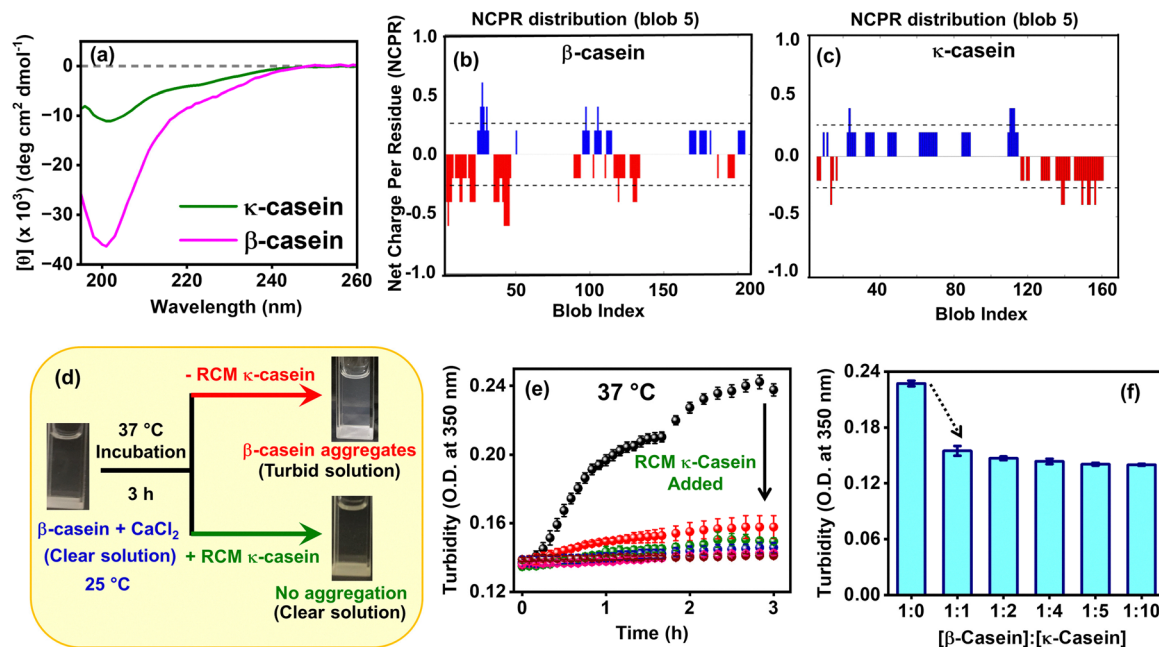 (a)
0
−10
−20
−30
−40
[θ] (x 10³) (deg cm² dmol⁻¹)
κ-casein
β-casein
200
220
240
260
Wavelength (nm)
NCPR distribution (blob 5)
(b)
β-casein
1.0
0.5
0.0
-0.5
-1.0
Net Charge Per Residue (NCPR)
50
100
150
200
Blob Index
NCPR distribution (blob 5)
(c)
κ-casein
1.0
0.5
0.0
-0.5
-1.0
40
80
120
160
Blob Index
(d)
- RCM κ-casein
37 °C
Incubation
3 h
β-casein aggregates
(Turbid solution)
β-casein + CaCl₂
(Clear solution)
25 °C
+ RCM κ-casein
No aggregation
(Clear solution)
(e)
37 °C
0.24
0.20
0.16
0.12
Turbidity (O.D. at 350 nm)
RCM κ-Casein
Added
0
1
2
3
Time (h)
(f)
0.24
0.18
0.12
0.06
0.00
Turbidity (O.D. at 350 nm)
1:0
1:1
1:2
1:4
1:5
1:10
[β-Casein]:[κ-Casein]